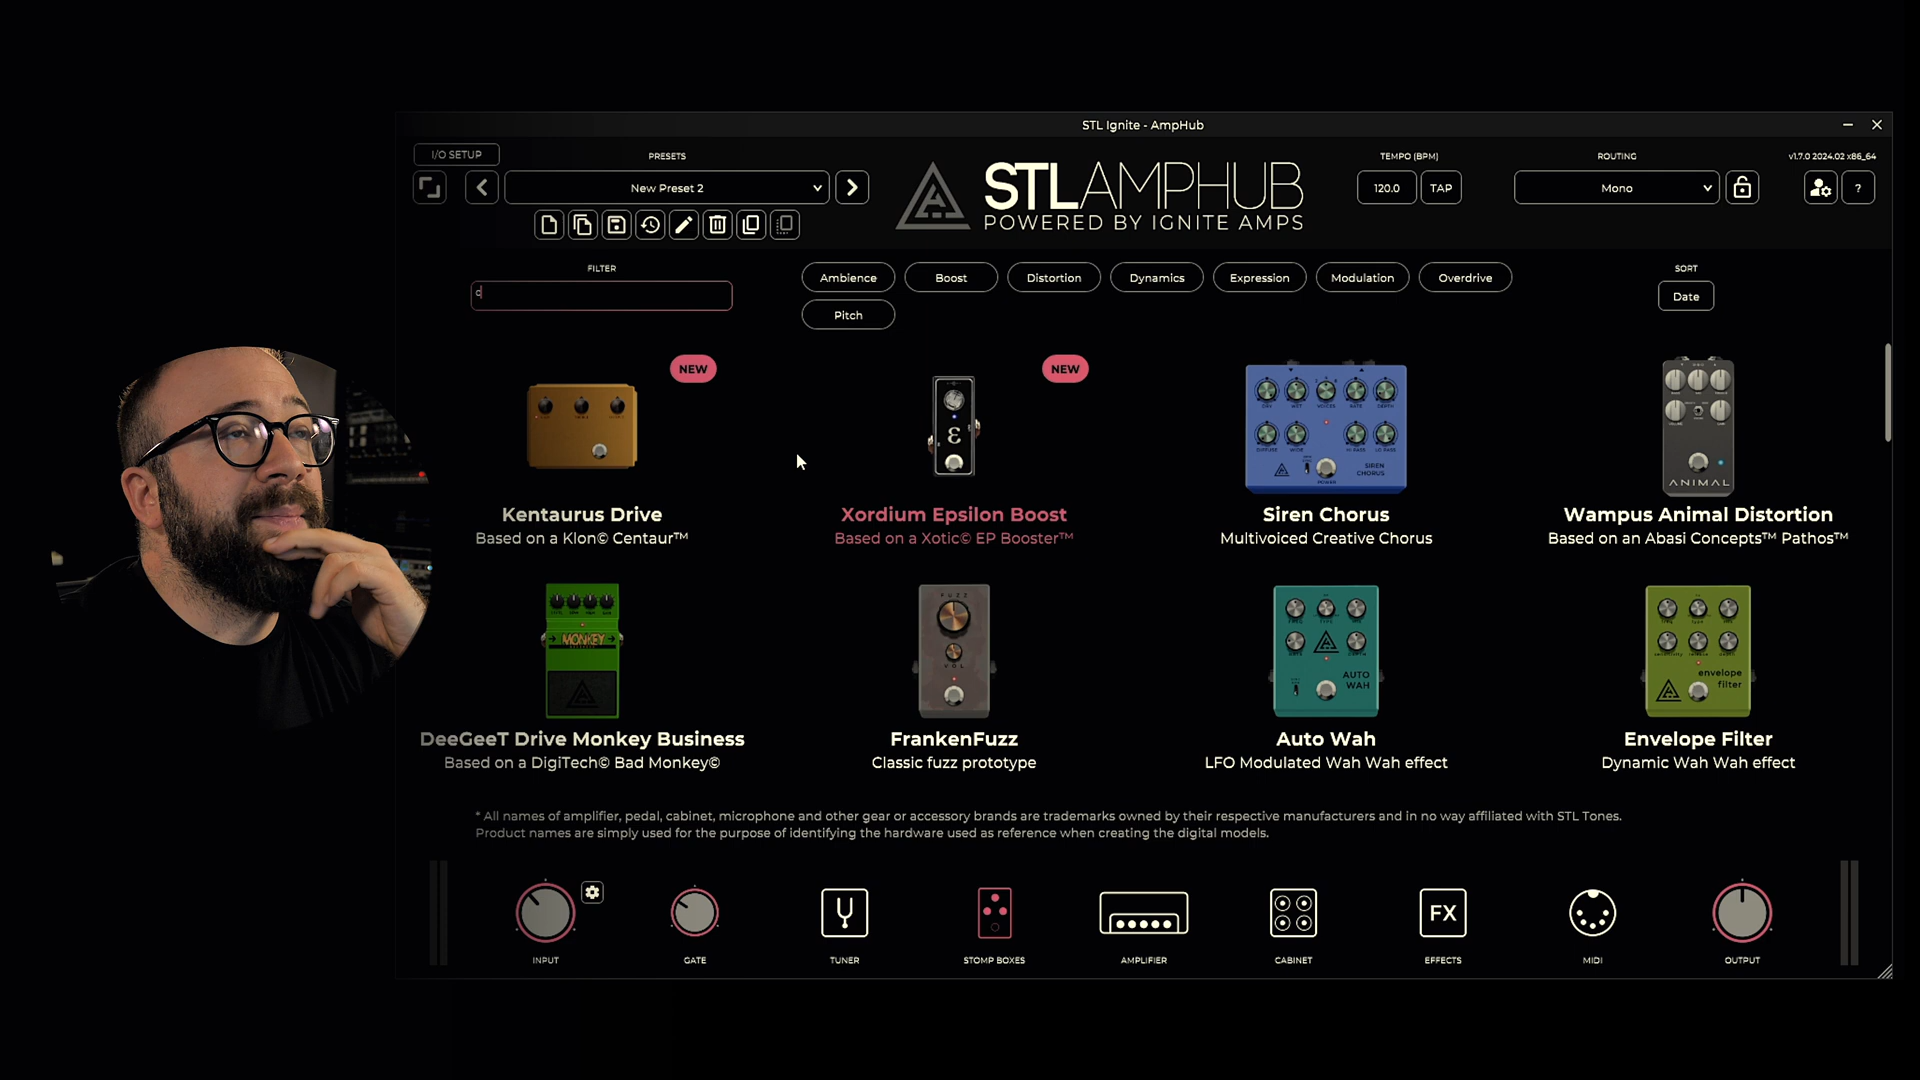 STL Ignite - AmpHub
I/O SETUP
PRESETS
New Preset 2
STLAMPHUB
POWERED BY IGNITE AMPS
TEMPO (BPM)
120.0
TAP
ROUTING
Mono
v1.7.0 2024.02 x86_64
?
FILTER
c
Ambience
Boost
Distortion
Dynamics
Expression
Modulation
Overdrive
Pitch
SORT
Date
NEW
NEW
SIREN
CHORUS
POWER
ANIMAL
Kentaurus Drive
Based on a Klon© Centaur™
Xordium Epsilon Boost
Based on a Xotic© EP Booster™
Siren Chorus
Multivoiced Creative Chorus
Wampus Animal Distortion
Based on an Abasi Concepts™ Pathos™
MONKEY
FUZZ
VOL
AUTO
WAH
envelope
filter
DeeGeeT Drive Monkey Business
Based on a DigiTech© Bad Monkey©
FrankenFuzz
Classic fuzz prototype
Auto Wah
LFO Modulated Wah Wah effect
Envelope Filter
Dynamic Wah Wah effect
* All names of amplifier, pedal, cabinet, microphone and other gear or accessory brands are trademarks owned by their respective manufacturers and in no way affiliated with STL Tones.
Product names are simply used for the purpose of identifying the hardware used as reference when creating the digital models.
FX
INPUT
GATE
TUNER
STOMP BOXES
AMPLIFIER
CABINET
EFFECTS
MIDI
OUTPUT